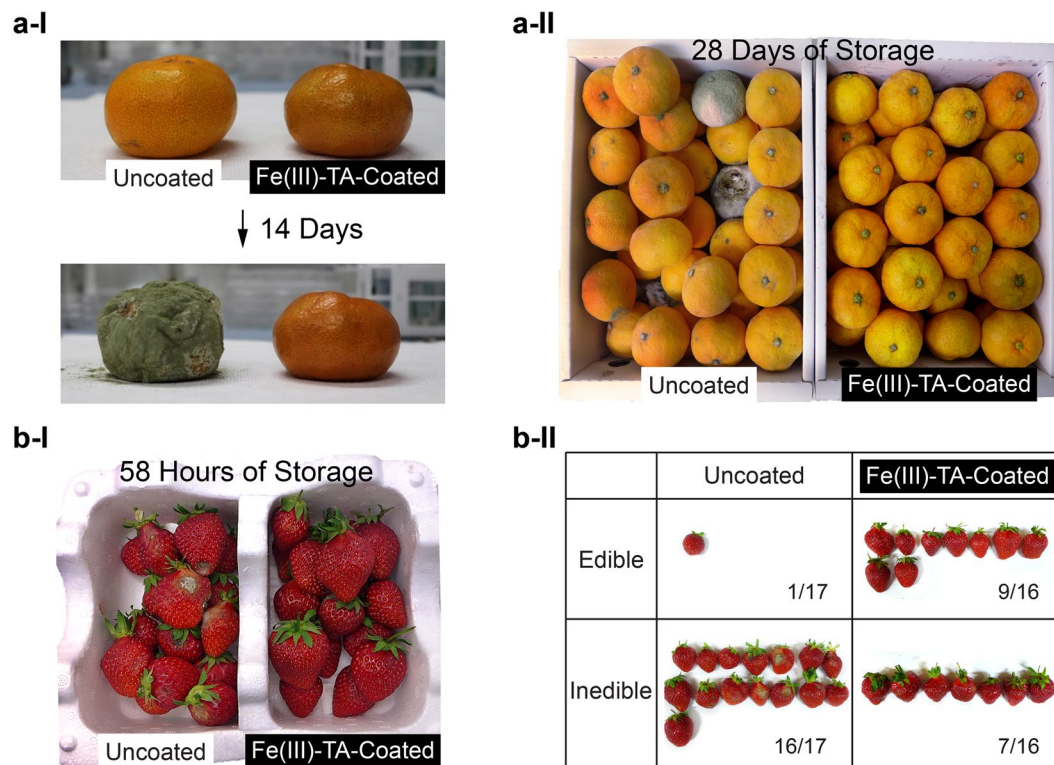 a-I
Uncoated
Fe(III)-TA-Coated
14 Days
a-II
28 Days of Storage
Uncoated
Fe(III)-TA-Coated
b-I
58 Hours of Storage
Uncoated
Fe(III)-TA-Coated
b-II
Uncoated
Fe(III)-TA-Coated
Edible
1/17
9/16
Inedible
16/17
7/16